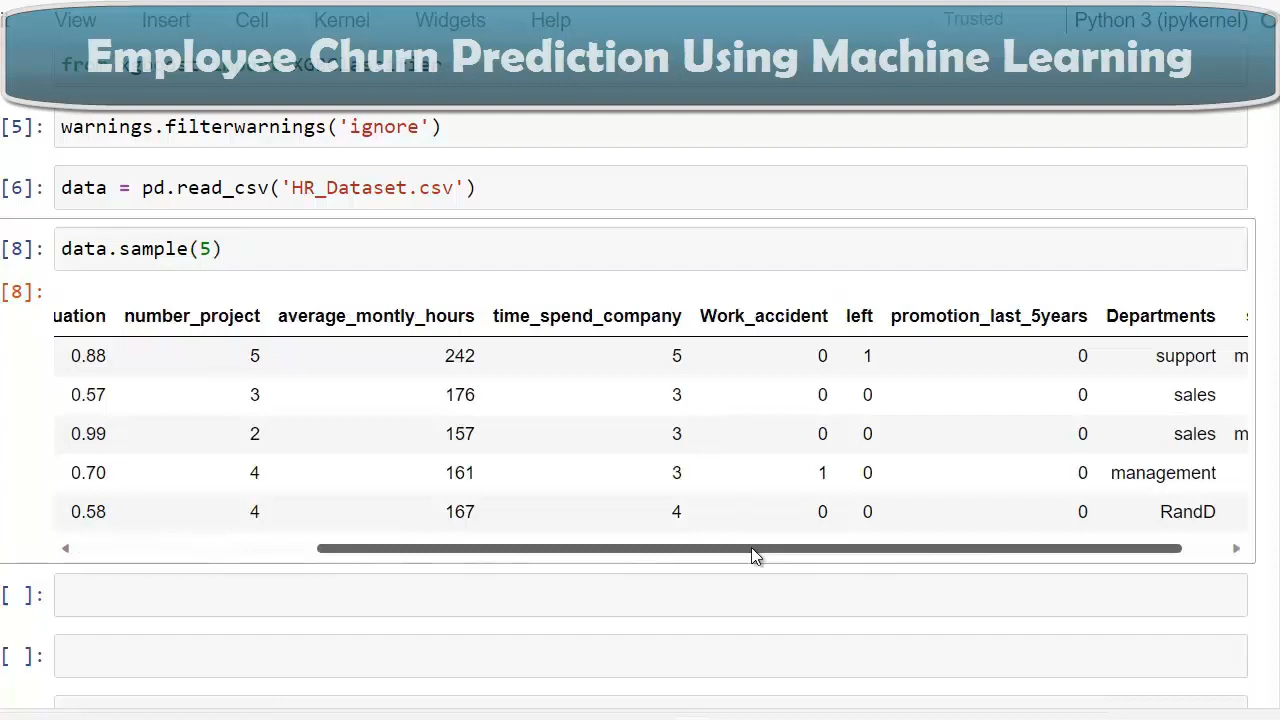 View Insert Cell Kernel Widgets Help Trusted Python 3 (ipykernel)
Employee Churn Prediction Using Machine Learning
[5]: warnings.filterwarnings('ignore')
[6]: data = pd.read_csv('HR_Dataset.csv')
[8]: data.sample(5)
[8]:
uation number_project average_montly_hours time_spend_company Work_accident left promotion_last_5years Departments
0.88 5 242 5 0 1 0 support m
0.57 3 176 3 0 0 0 sales
0.99 2 157 3 0 0 0 sales m
0.70 4 161 3 1 0 0 management
0.58 4 167 4 0 0 0 RandD
[ ]:
[ ]: